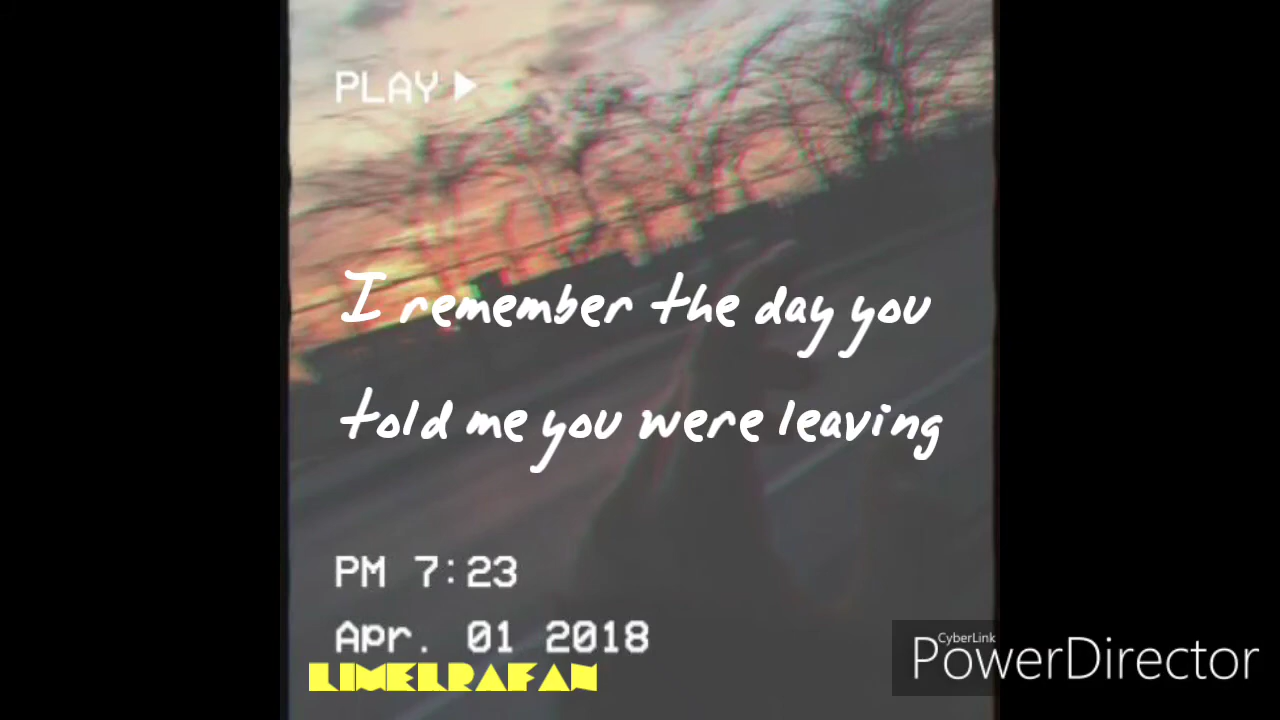 PLAY
I remember the day you
told me you were leaving
PM 7:23
Apr. 01 2018
LIMELRAFAN
CyberLink
PowerDirector